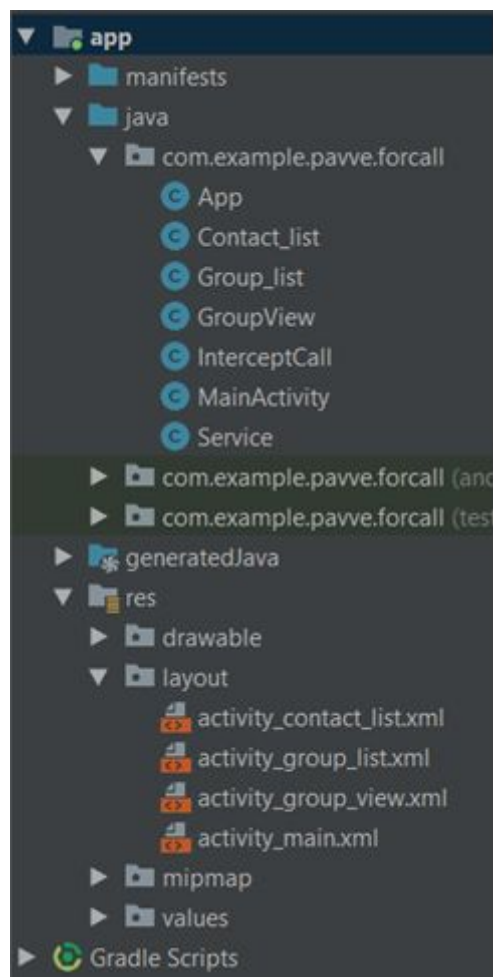 app
manifests
java
com.example.pavve.forcall
App
Contact_list
Group_list
GroupView
InterceptCall
MainActivity
Service
com.example.pavve.forcall (and
com.example.pavve.forcall (test
generatedJava
res
drawable
layout
activity_contact_list.xml
activity_group_list.xml
activity_group_view.xml
activity_main.xml
mipmap
values
Gradle Scripts